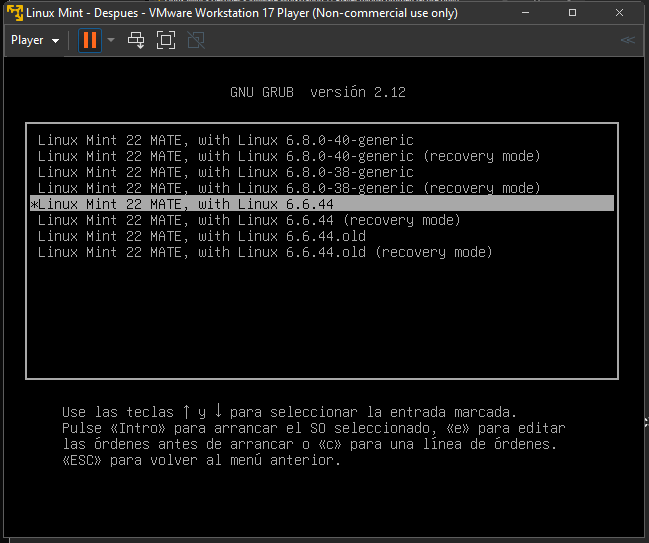 Linux Mint - Despues - VMware Workstation 17 Player (Non-commercial use only)
Player
GNU GRUB  versión 2.12
Linux Mint 22 MATE, with Linux 6.8.0-40-generic
Linux Mint 22 MATE, with Linux 6.8.0-40-generic (recovery mode)
Linux Mint 22 MATE, with Linux 6.8.0-38-generic
Linux Mint 22 MATE, with Linux 6.8.0-38-generic (recovery mode)
*Linux Mint 22 MATE, with Linux 6.6.44
Linux Mint 22 MATE, with Linux 6.6.44 (recovery mode)
Linux Mint 22 MATE, with Linux 6.6.44.old
Linux Mint 22 MATE, with Linux 6.6.44.old (recovery mode)
Use las teclas ↑ y ↓ para seleccionar la entrada marcada.
Pulse «Intro» para arrancar el SO seleccionado, «e» para editar
las órdenes antes de arrancar o «c» para una línea de órdenes.
«ESC» para volver al menú anterior.